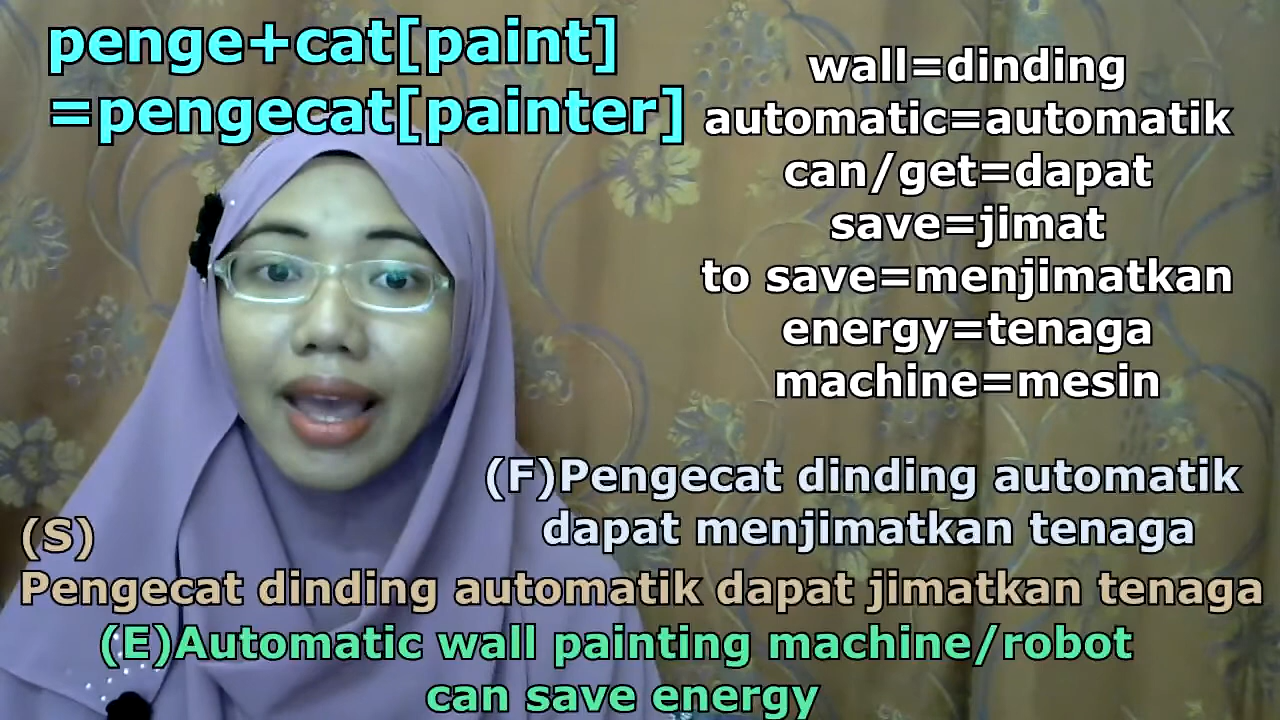 penge+cat[paint]
=pengecat[painter]
wall=dinding
automatic=automatik
can/get=dapat
save=jimat
to save=menjimatkan
energy=tenaga
machine=mesin
(F)Pengecat dinding automatik
dapat menjimatkan tenaga
(S)
Pengecat dinding automatik dapat jimatkan tenaga
(E)Automatic wall painting machine/robot
can save energy